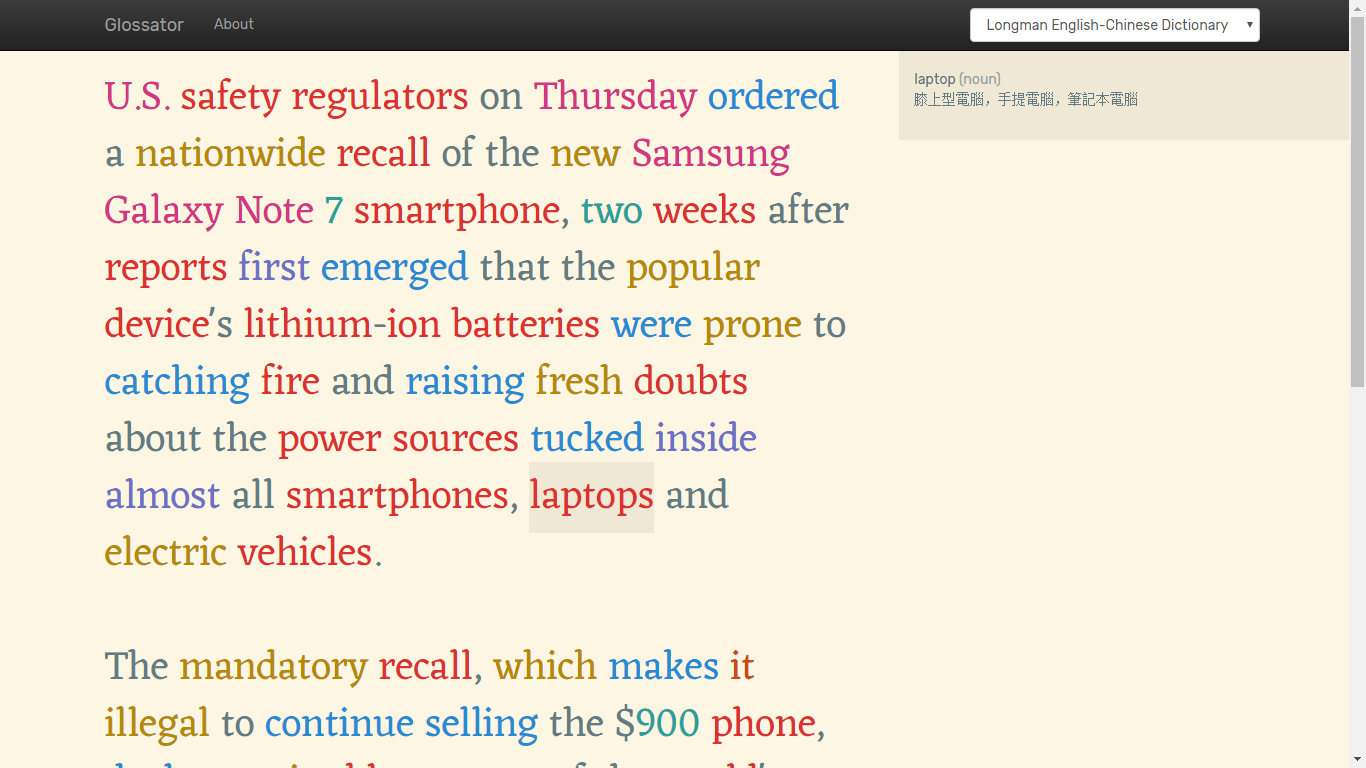 Glossator About Longman English-Chinese Dictionary
laptop (noun)
膝上型電腦，手提電腦，筆記本電腦
U.S. safety regulators on Thursday ordered
a nationwide recall of the new Samsung
Galaxy Note 7 smartphone, two weeks after
reports first emerged that the popular
device's lithium-ion batteries were prone to
catching fire and raising fresh doubts
about the power sources tucked inside
almost all smartphones, laptops and
electric vehicles.
The mandatory recall, which makes it
illegal to continue selling the $900 phone,